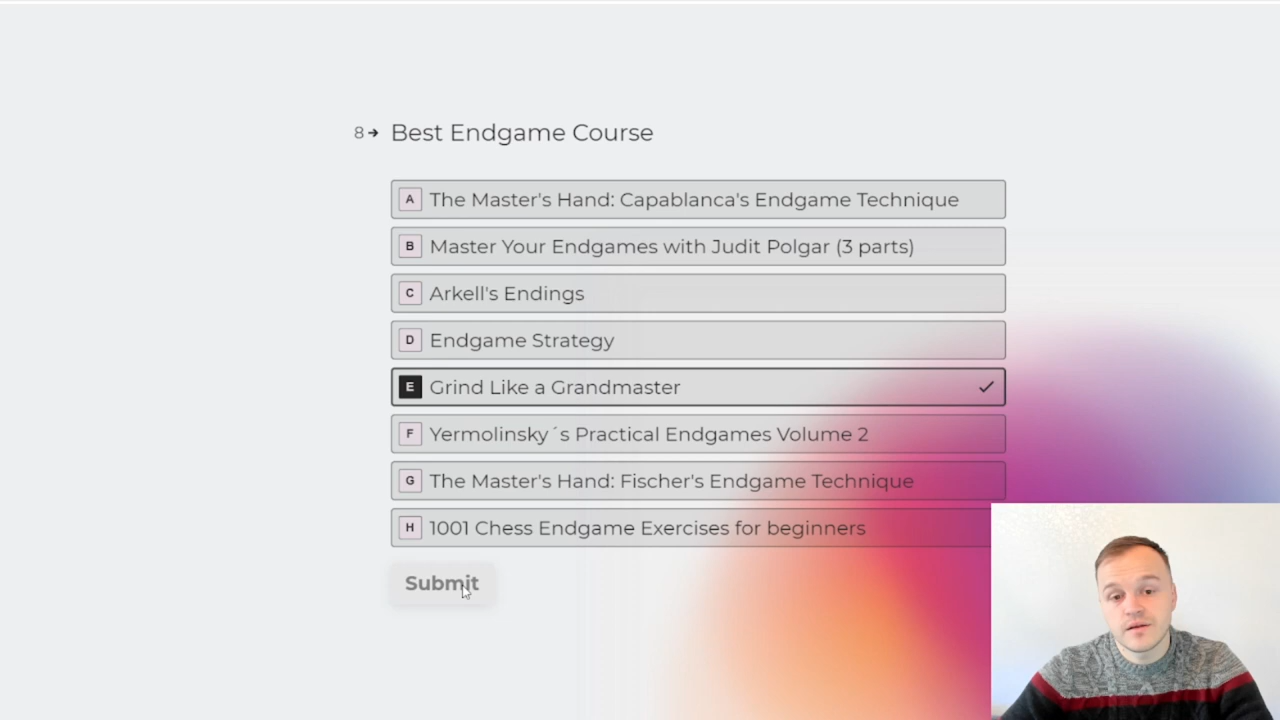 8→ Best Endgame Course
A The Master's Hand: Capablanca's Endgame Technique
B Master Your Endgames with Judit Polgar (3 parts)
C Arkell's Endings
D Endgame Strategy
E Grind Like a Grandmaster
F Yermolinsky´s Practical Endgames Volume 2
G The Master's Hand: Fischer's Endgame Technique
H 1001 Chess Endgame Exercises for beginners
Submit